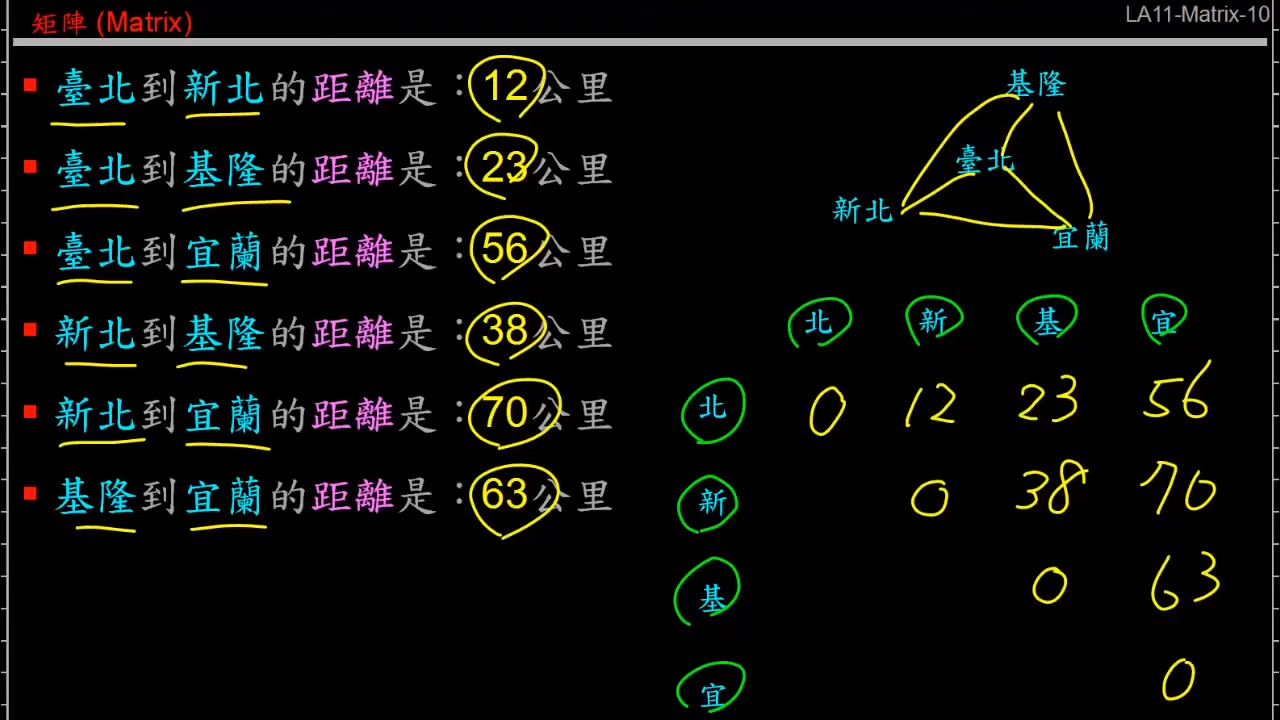 矩陣 (Matrix)
LA11-Matrix-10
臺北到新北的距離是：12公里
臺北到基隆的距離是：23公里
臺北到宜蘭的距離是：56公里
新北到基隆的距離是：38公里
新北到宜蘭的距離是：70公里
基隆到宜蘭的距離是：63公里
基隆
臺北
新北
宜蘭
北 新 基 宜
北 0 12 23 56
新 0 38 70
基 0 63
宜 0